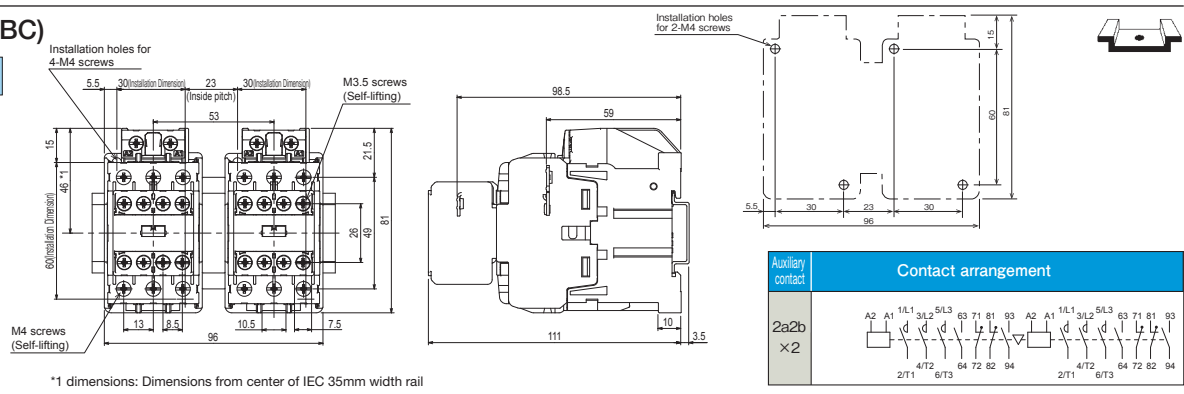 BC)
Installation holes for
4-M4 screws
5.5
30(Installation Dimension)
23
(Inside pitch)
30(Installation Dimension)
M3.5 screws
(Self-lifting)
53
15
46 *1
60(Installation Dimension)
21.5
26
49
81
M4 screws
(Self-lifting)
13
8.5
10.5
7.5
96
*1 dimensions: Dimensions from center of IEC 35mm width rail
98.5
59
10
111
3.5
Installation holes
for 2-M4 screws
15
60
81
5.5
30
23
30
96
Auxiliary
contact
Contact arrangement
2a2b
×2
A2 A1 1/L1 3/L2 5/L3 63 71 81 93 A2 A1 1/L1 3/L2 5/L3 63 71 81 93
2/T1 4/T2 6/T3 64 72 82 94 2/T1 4/T2 6/T3 64 72 82 94